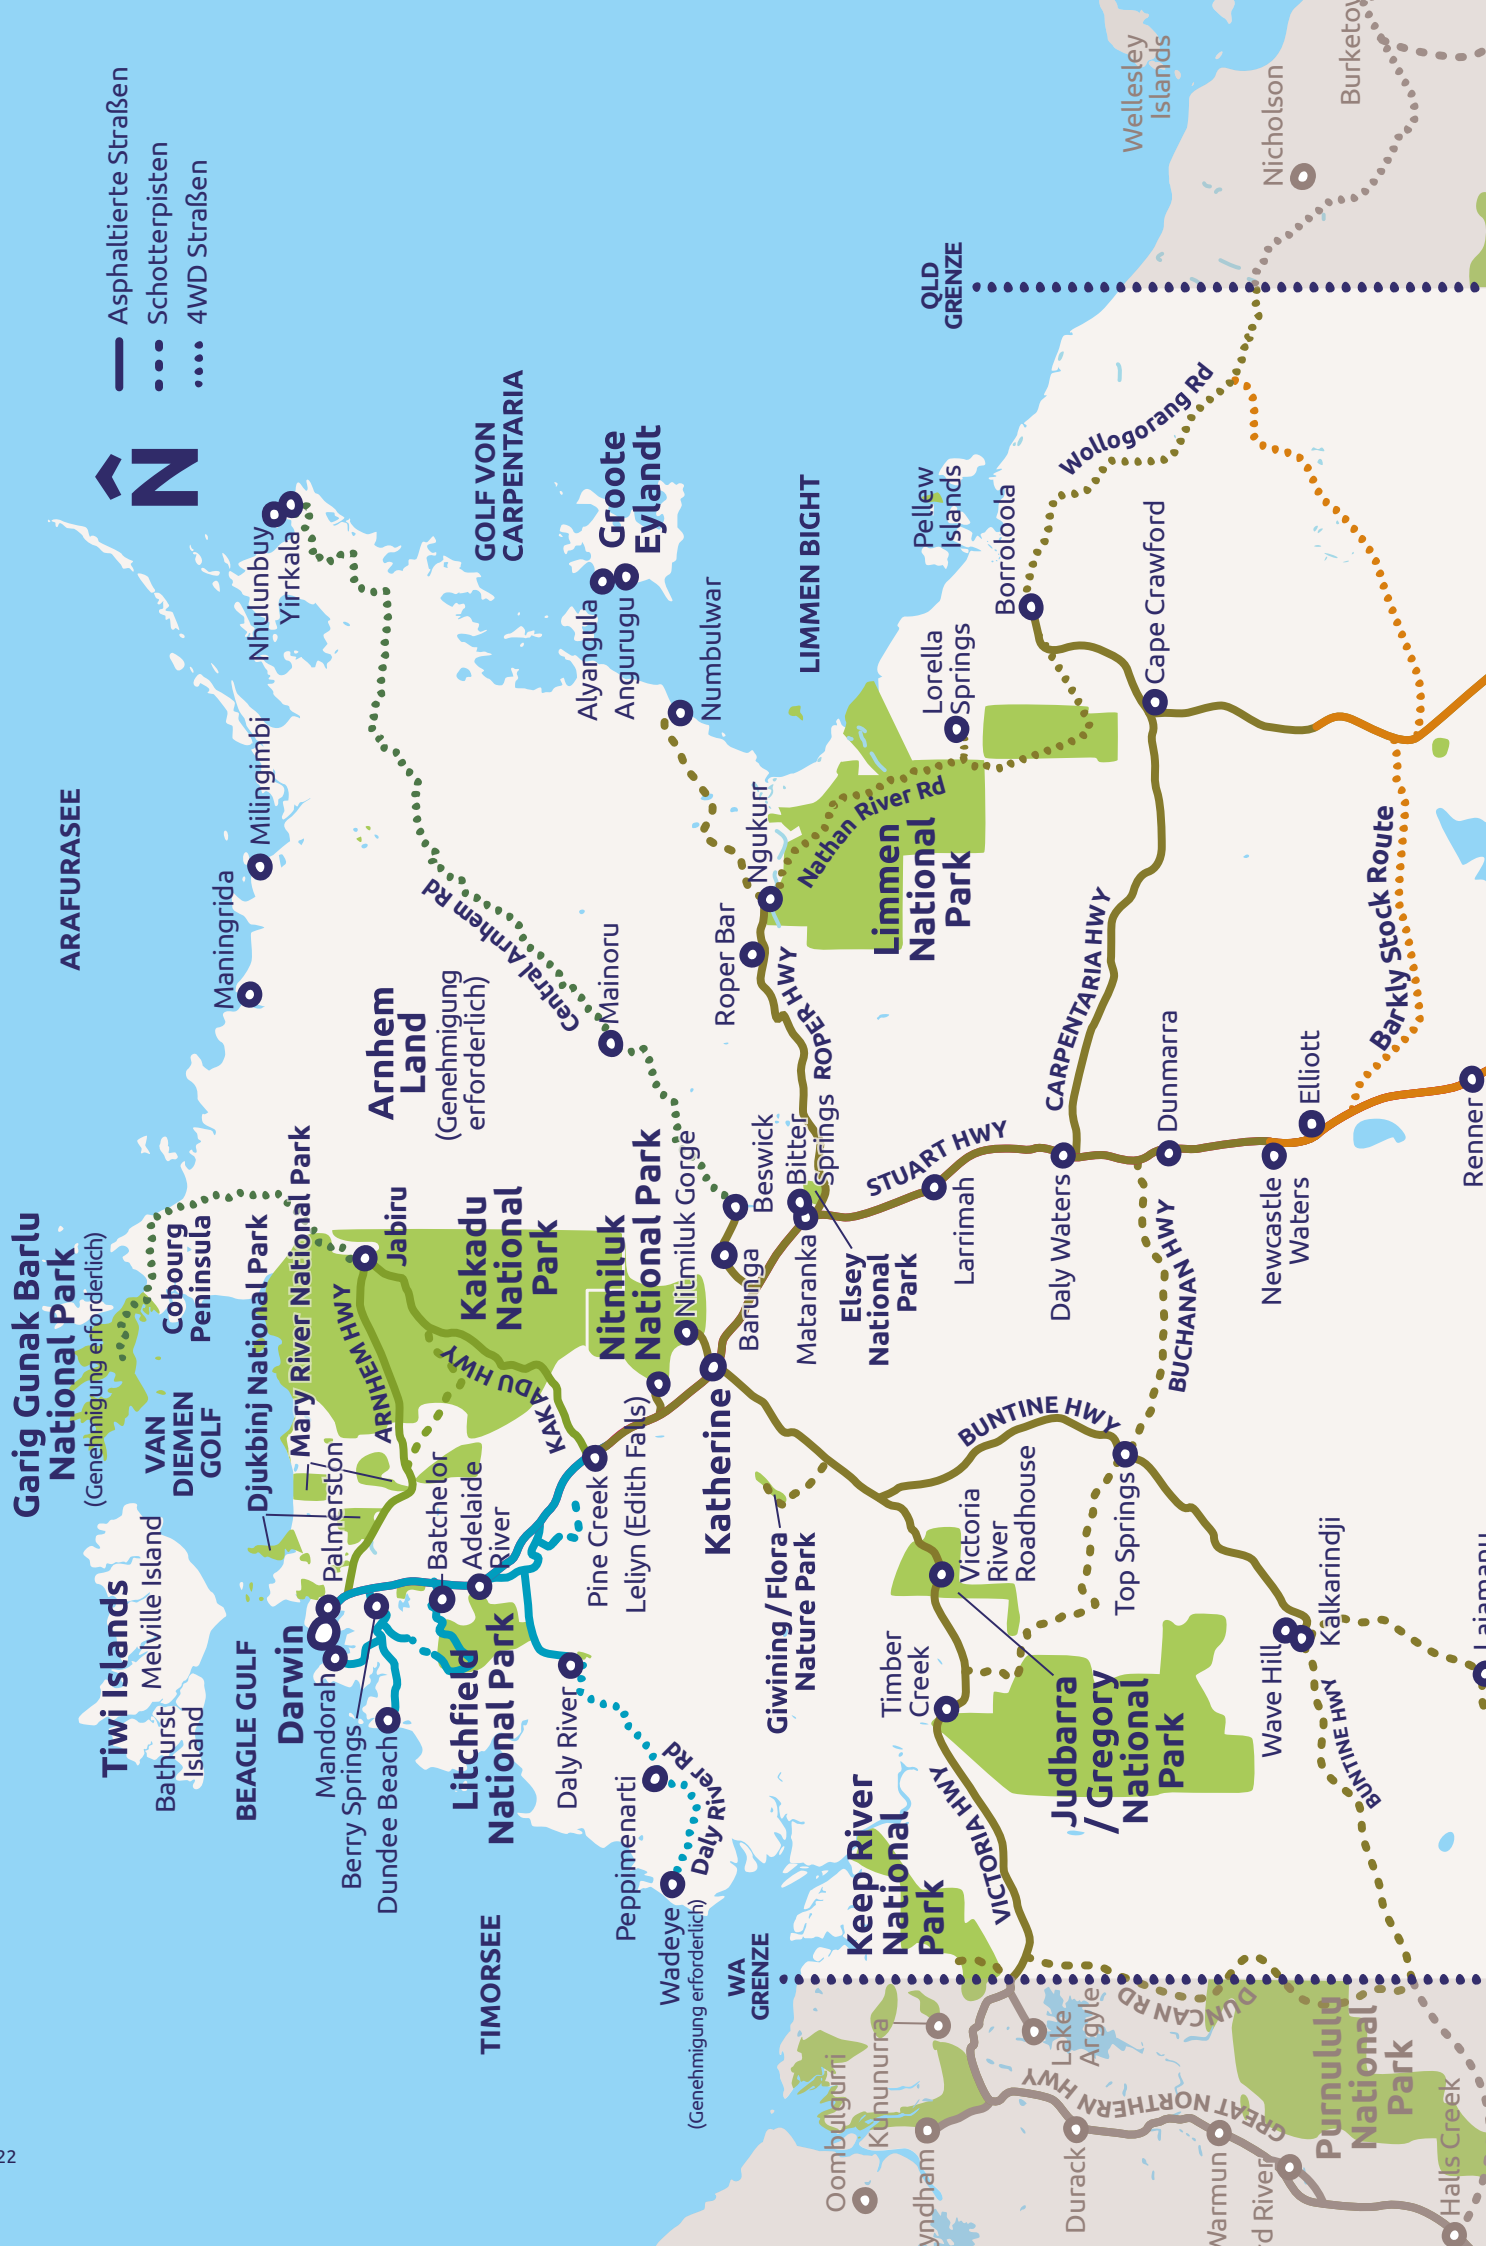 22
ARAFURASEE
Asphaltierte Straßen
Schotterpisten
4WD Straßen
N
Garig Gunak Barlu
National Park
(Genehmigung erforderlich)
Cobourg
Peninsula
VAN
DIEMEN
GOLF
Djukbinj National Park
Mary River National Park
Tiwi Islands
Melville Island
Bathurst
Island
BEAGLE GULF
Darwin
Palmerston
Mandorah
Berry Springs
Dundee Beach
Batchelor
Adelaide
River
Litchfield
National Park
Daly River
Peppimenarti
Daly River Rd
Wadeye
(Genehmigung erforderlich)
TIMORSEE
Pine Creek
Leliyn (Edith Falls)
ARNHEM HWY
KAKADU HWY
Jabiru
Kakadu
National
Park
Nitmiluk
National Park
Nitmiluk Gorge
Katherine
Barunga
Beswick
Mataranka
Bitter
Springs
Elsey
National
Park
Arnhem
Land
(Genehmigung
erforderlich)
Maningrida
Milingimbi
Nhulunbuy
Yirrkala
Central Arnhem Rd
Mainoru
GOLF VON
CARPENTARIA
Groote
Eylandt
Alyangula
Angurugu
Numbulwar
LIMMEN BIGHT
Roper Bar
Ngukurr
ROPER HWY
Nathan River Rd
Limmen
National
Park
Lorella
Springs
Pellew
Islands
Borroloola
Wollogorang Rd
Cape Crawford
QLD
GRENZE
Wellesley
Islands
Nicholson
STUART HWY
Larrimah
Daly Waters
CARPENTARIA HWY
Dunmarra
Newcastle
Waters
Elliott
Renner
Barkly Stock Route
BUCHANAN HWY
BUNTINE HWY
Top Springs
Giwining / Flora
Nature Park
Victoria
River
Roadhouse
Timber
Creek
Judbarra
/ Gregory
National
Park
Wave Hill
Kalkarindji
BUNTINE HWY
Keep River
National
Park
VICTORIA HWY
WA
GRENZE
DUNCAN RD
Lake
Argyle
Kununurra
Oombulgurri
GREAT NORTHERN HWY
Durack
Purnululu
National
Park
Halls Creek